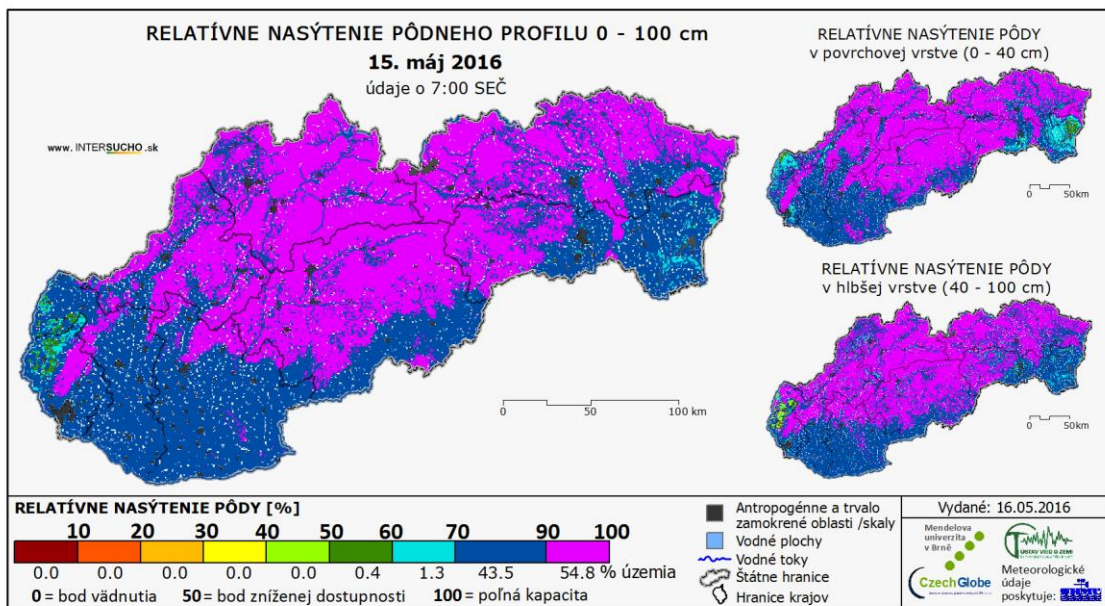 RELATÍVNE NASÝTENIE PÔDNEHO PROFILU 0 - 100 cm
15. máj 2016
údaje o 7:00 SEČ
www.INTERSUCHO.sk
0 50 100 km
RELATÍVNE NASÝTENIE PÔDY
v povrchovej vrstve (0 - 40 cm)
0 50km
RELATÍVNE NASÝTENIE PÔDY
v hlbšej vrstve (40 - 100 cm)
0 50km
RELATÍVNE NASÝTENIE PÔDY [%]
10 20 30 40 50 60 70 90 100
0.0 0.0 0.0 0.0 0.0 0.4 1.3 43.5 54.8 % územia
0 = bod vädnutia 50 = bod zníženej dostupnosti 100 = poľná kapacita
Antropogénne a trvalo
zamokrené oblasti /skaly
Vodné plochy
Vodné toky
Štátne hranice
Hranice krajov
Vydané: 16.05.2016
Mendelova
univerzita
v Brně
CzechGlobe
Meteorologické
údaje
poskytuje: